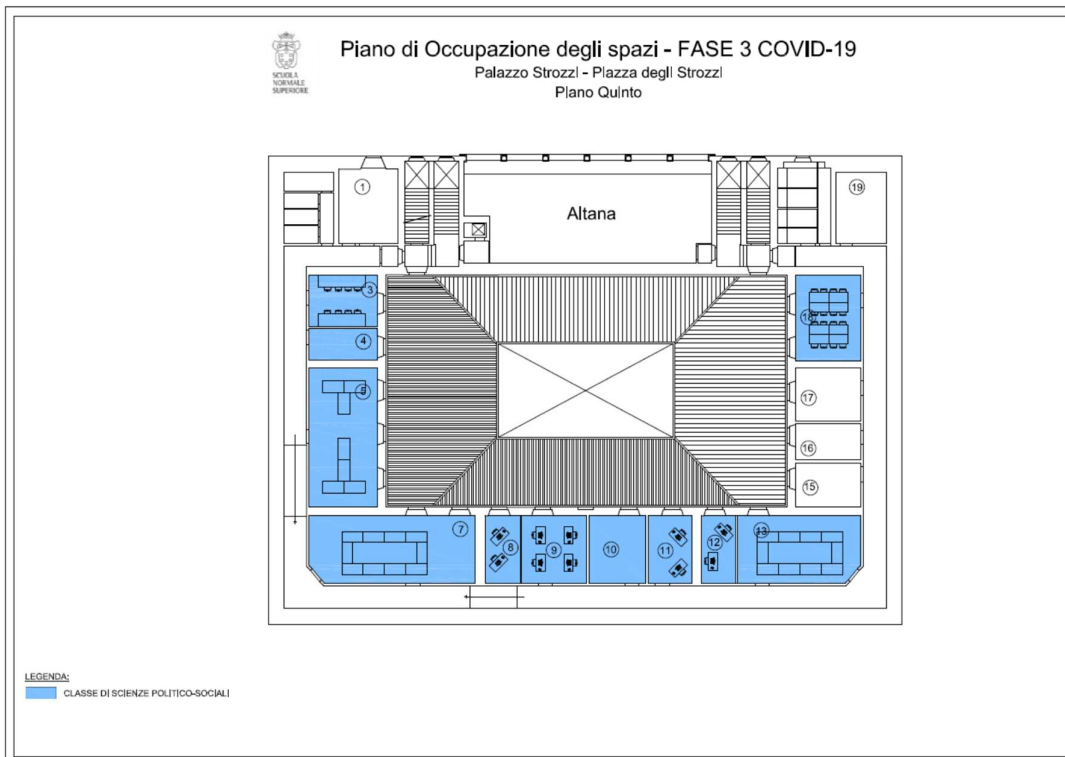 SCUOLA
NORMALE
SUPERIORE
Piano di Occupazione degli spazi - FASE 3 COVID-19
Palazzo Strozzi - Piazza degli Strozzi
Piano Quinto
1
19
Altana
3
18
4
5
17
16
15
7
8
9
10
11
12
13
LEGENDA:
CLASSE DI SCIENZE POLITICO-SOCIALI